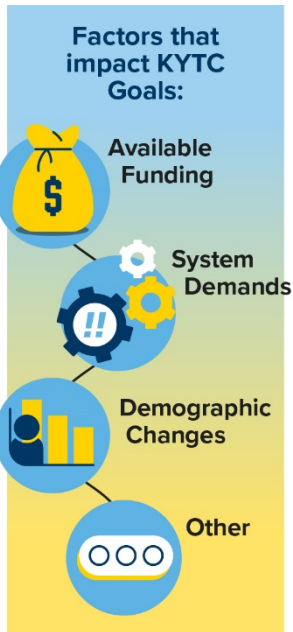 Factors that
impact KYTC
Goals:
Available
Funding
$
System
Demands
!!
Demographic
Changes
Other